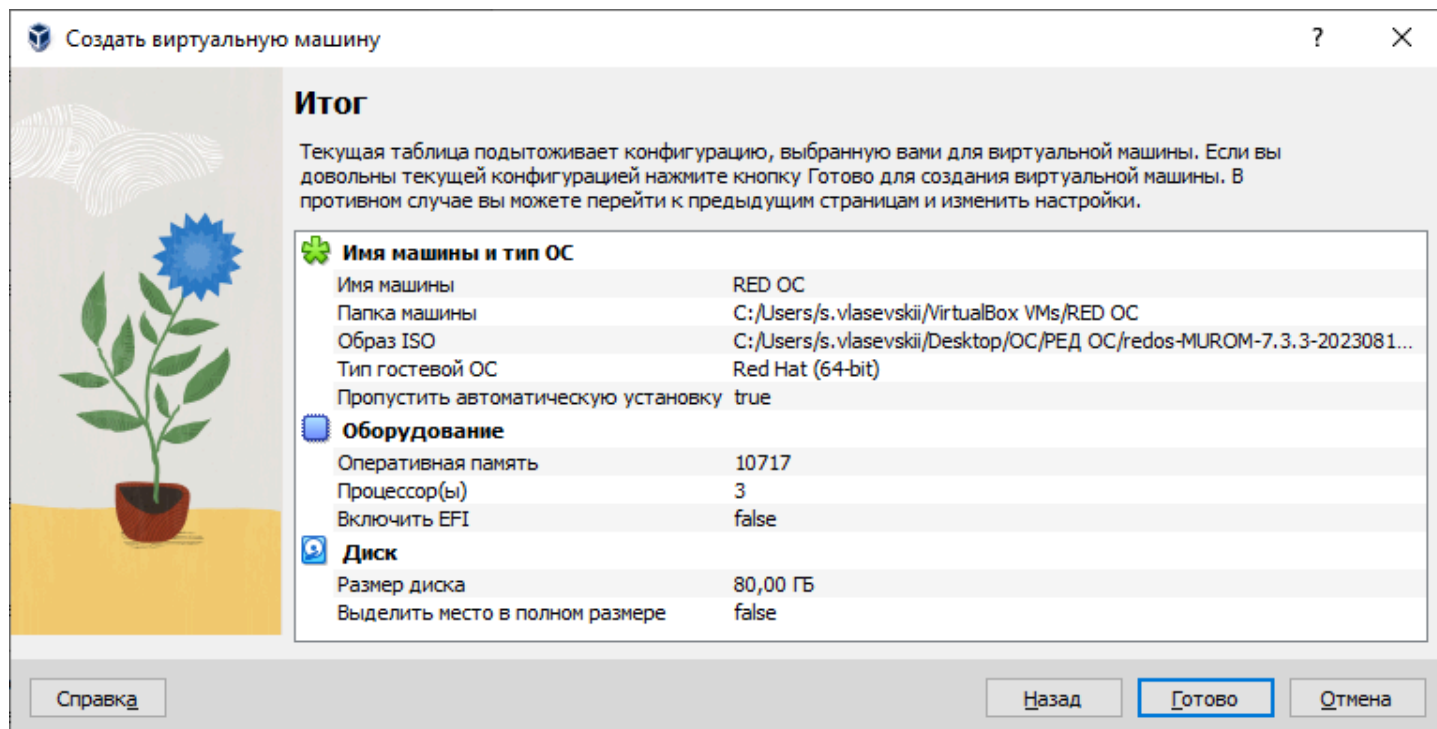 Создать виртуальную машину
?
Итог
Текущая таблица подытоживает конфигурацию, выбранную вами для виртуальной машины. Если вы
довольны текущей конфигурацией нажмите кнопку Готово для создания виртуальной машины. В
противном случае вы можете перейти к предыдущим страницам и изменить настройки.
Имя машины и тип ОС
Имя машины RED ОС
Папка машины C:/Users/s.vlasevskii/VirtualBox VMs/RED ОС
Образ ISO C:/Users/s.vlasevskii/Desktop/ОС/РЕД ОС/redos-MUROM-7.3.3-2023081...
Тип гостевой ОС Red Hat (64-bit)
Пропустить автоматическую установку true
Оборудование
Оперативная память 10717
Процессор(ы) 3
Включить EFI false
Диск
Размер диска 80,00 ГБ
Выделить место в полном размере false
Справка Назад Готово Отмена